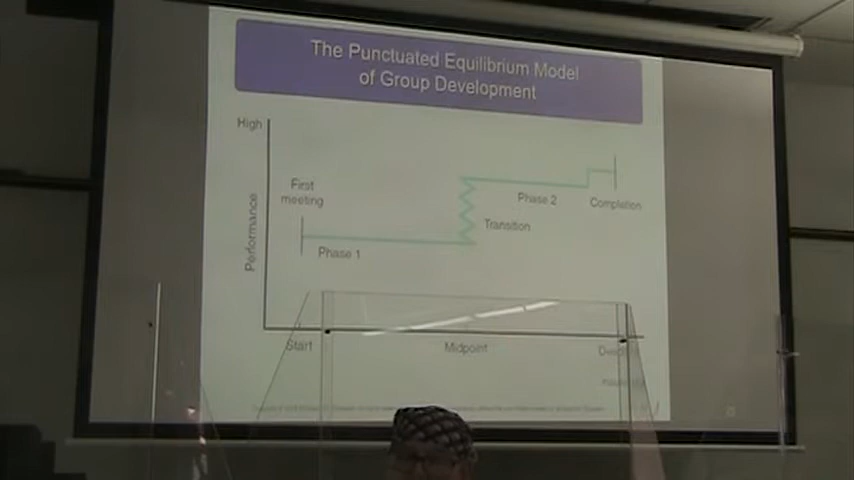 The Punctuated Equilibrium Model
of Group Development
High
First
meeting
Performance
Phase 1
Transition
Phase 2
Completion
Start
Midpoint